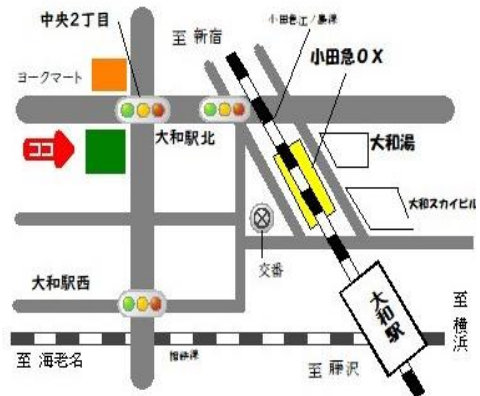 中央2丁目
至 新宿
小田急江ノ島線
小田急OX
ヨークマート
ココ
大和駅北
大和湯
大和スカイビル
交番
大和駅西
大和駅
至 横浜
至 海老名
相鉄線
至 藤沢